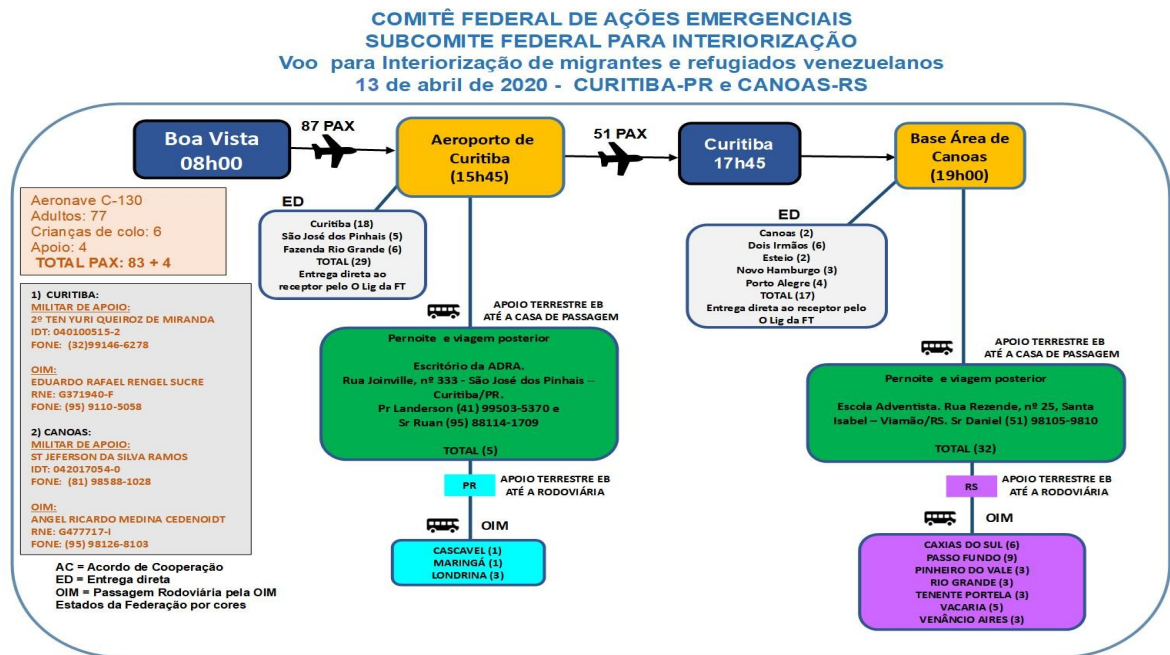 COMITÊ FEDERAL DE AÇÕES EMERGENCIAIS
SUBCOMITE FEDERAL PARA INTERIORIZAÇÃO
Voo para Interiorização de migrantes e refugiados venezuelanos
13 de abril de 2020 - CURITIBA-PR e CANOAS-RS
Boa Vista
08h00
87 PAX
Aeroporto de
Curitiba
(15h45)
51 PAX
Curitiba
17h45
Base Área de
Canoas
(19h00)
Aeronave C-130
Adultos: 77
Crianças de colo: 6
Apoio: 4
TOTAL PAX: 83 + 4
ED
Curitiba (18)
São José dos Pinhais (5)
Fazenda Rio Grande (6)
TOTAL (29)
Entrega direta ao
receptor pelo O Lig da FT
ED
Canoas (2)
Dois Irmãos (6)
Esteio (2)
Novo Hamburgo (3)
Porto Alegre (4)
TOTAL (17)
Entrega direta ao receptor pelo
O Lig da FT
1) CURITIBA:
MILITAR DE APOIO:
2º TEN YURI QUEIROZ DE MIRANDA
IDT: 040100515-2
FONE: (32)99146-6278
OIM:
EDUARDO RAFAEL RENGEL SUCRE
RNE: G371940-F
FONE: (95) 9110-5058
2) CANOAS:
MILITAR DE APOIO:
ST JEFERSON DA SILVA RAMOS
IDT: 042017054-0
FONE: (81) 98588-1028
OIM:
ANGEL RICARDO MEDINA CEDENOIDT
RNE: G477717-I
FONE: (95) 98126-8103
APOIO TERRESTRE EB
ATÉ A CASA DE PASSAGEM
Pernoite e viagem posterior
Escritório da ADRA.
Rua Joinville, nº 333 - São José dos Pinhais –
Curitiba/PR.
Pr Landerson (41) 99503-5370 e
Sr Ruan (95) 88114-1709
TOTAL (5)
PR
APOIO TERRESTRE EB
ATÉ A RODOVIÁRIA
OIM
CASCAVEL (1)
MARINGÁ (1)
LONDRINA (3)
APOIO TERRESTRE EB
ATÉ A CASA DE PASSAGEM
Pernoite e viagem posterior
Escola Adventista. Rua Rezende, nº 25, Santa
Isabel – Viamão/RS. Sr Daniel (51) 98105-9810
TOTAL (32)
RS
APOIO TERRESTRE EB
ATÉ A RODOVIÁRIA
OIM
CAXIAS DO SUL (6)
PASSO FUNDO (9)
PINHEIRO DO VALE (3)
RIO GRANDE (3)
TENENTE PORTELA (3)
VACARIA (5)
VENÂNCIO AIRES (3)
AC = Acordo de Cooperação
ED = Entrega direta
OIM = Passagem Rodoviária pela OIM
Estados da Federação por cores